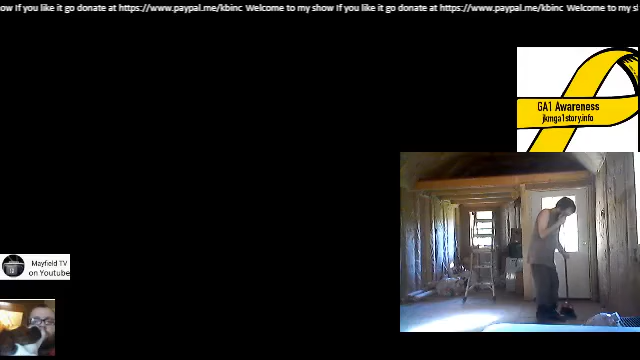 ow If you like it go donate at https://www.paypal.me/kbinc Welcome to my show If you like it go donate at https://www.paypal.me/kbinc Welcome to my sh
GA1 Awareness
jkmga1story.info
Mayfield TV
on Youtube